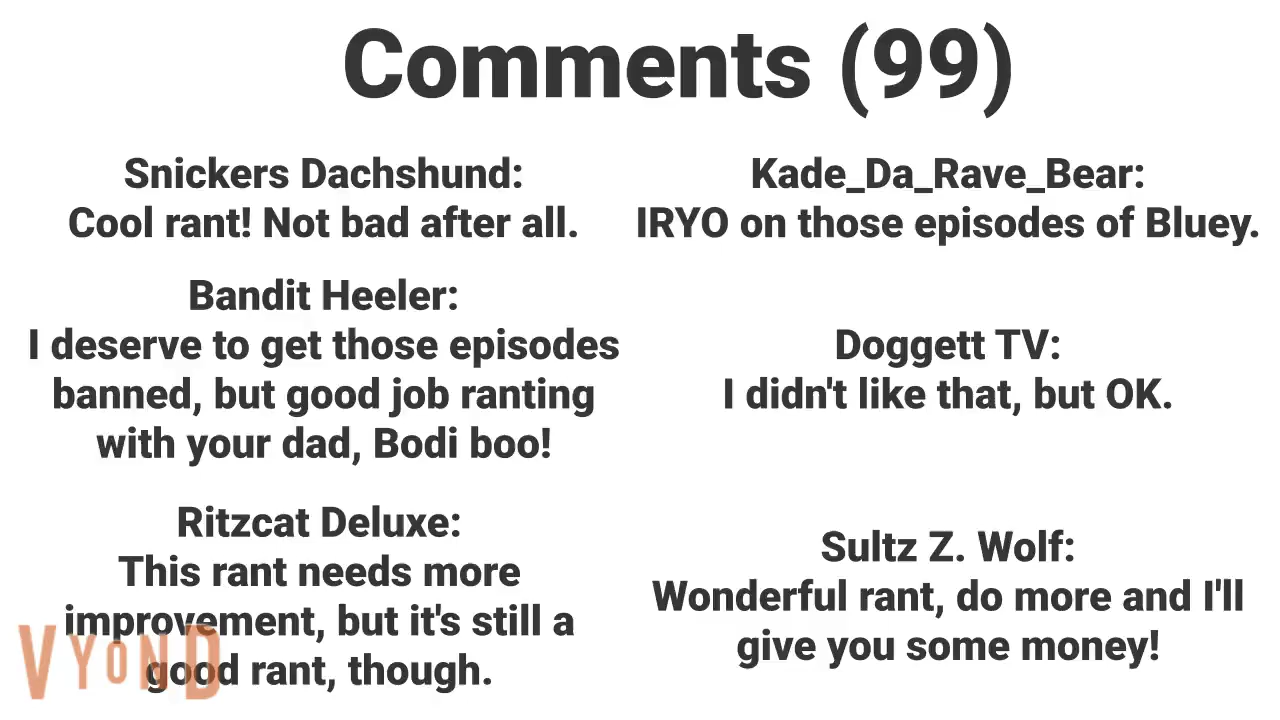 Comments (99)
Snickers Dachshund:
Cool rant! Not bad after all.
Kade_Da_Rave_Bear:
IRYO on those episodes of Bluey.
Bandit Heeler:
I deserve to get those episodes
banned, but good job ranting
with your dad, Bodi boo!
Doggett TV:
I didn't like that, but OK.
Ritzcat Deluxe:
This rant needs more
improvement, but it's still a
good rant, though.
Sultz Z. Wolf:
Wonderful rant, do more and I'll
give you some money!
VYOND